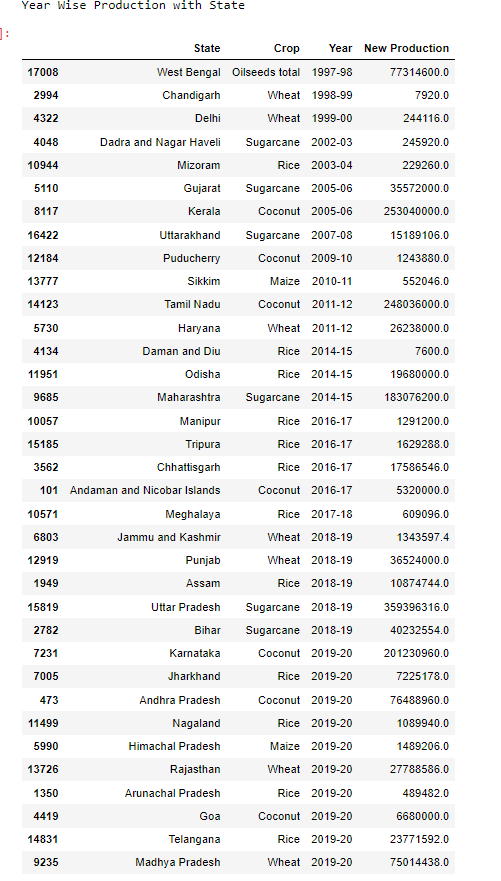 Year Wise Production with State
]:
State Crop Year New Production
17008 West Bengal Oilseeds total 1997-98 77314600.0
2994 Chandigarh Wheat 1998-99 7920.0
4322 Delhi Wheat 1999-00 244116.0
4048 Dadra and Nagar Haveli Sugarcane 2002-03 245920.0
10944 Mizoram Rice 2003-04 229260.0
5110 Gujarat Sugarcane 2005-06 35572000.0
8117 Kerala Coconut 2005-06 253040000.0
16422 Uttarakhand Sugarcane 2007-08 15189106.0
12184 Puducherry Coconut 2009-10 1243880.0
13777 Sikkim Maize 2010-11 552046.0
14123 Tamil Nadu Coconut 2011-12 248036000.0
5730 Haryana Wheat 2011-12 26238000.0
4134 Daman and Diu Rice 2014-15 7600.0
11951 Odisha Rice 2014-15 19680000.0
9685 Maharashtra Sugarcane 2014-15 183076200.0
10057 Manipur Rice 2016-17 1291200.0
15185 Tripura Rice 2016-17 1629288.0
3562 Chhattisgarh Rice 2016-17 17586546.0
101 Andaman and Nicobar Islands Coconut 2016-17 5320000.0
10571 Meghalaya Rice 2017-18 609096.0
6803 Jammu and Kashmir Wheat 2018-19 1343597.4
12919 Punjab Wheat 2018-19 36524000.0
1949 Assam Rice 2018-19 10874744.0
15819 Uttar Pradesh Sugarcane 2018-19 359396316.0
2782 Bihar Sugarcane 2018-19 40232554.0
7231 Karnataka Coconut 2019-20 201230960.0
7005 Jharkhand Rice 2019-20 7225178.0
473 Andhra Pradesh Coconut 2019-20 76488960.0
11499 Nagaland Rice 2019-20 1089940.0
5990 Himachal Pradesh Maize 2019-20 1489206.0
13726 Rajasthan Wheat 2019-20 27788586.0
1350 Arunachal Pradesh Rice 2019-20 489482.0
4419 Goa Coconut 2019-20 6680000.0
14831 Telangana Rice 2019-20 23771592.0
9235 Madhya Pradesh Wheat 2019-20 75014438.0